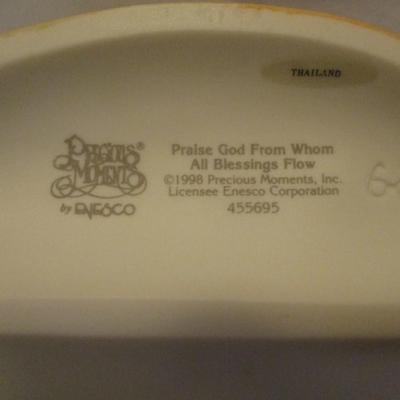 THAILAND
PRECIOUS®
MOMENTS
by ENESCO
Praise God From Whom
All Blessings Flow
©1998 Precious Moments, Inc.
Licensee Enesco Corporation
455695